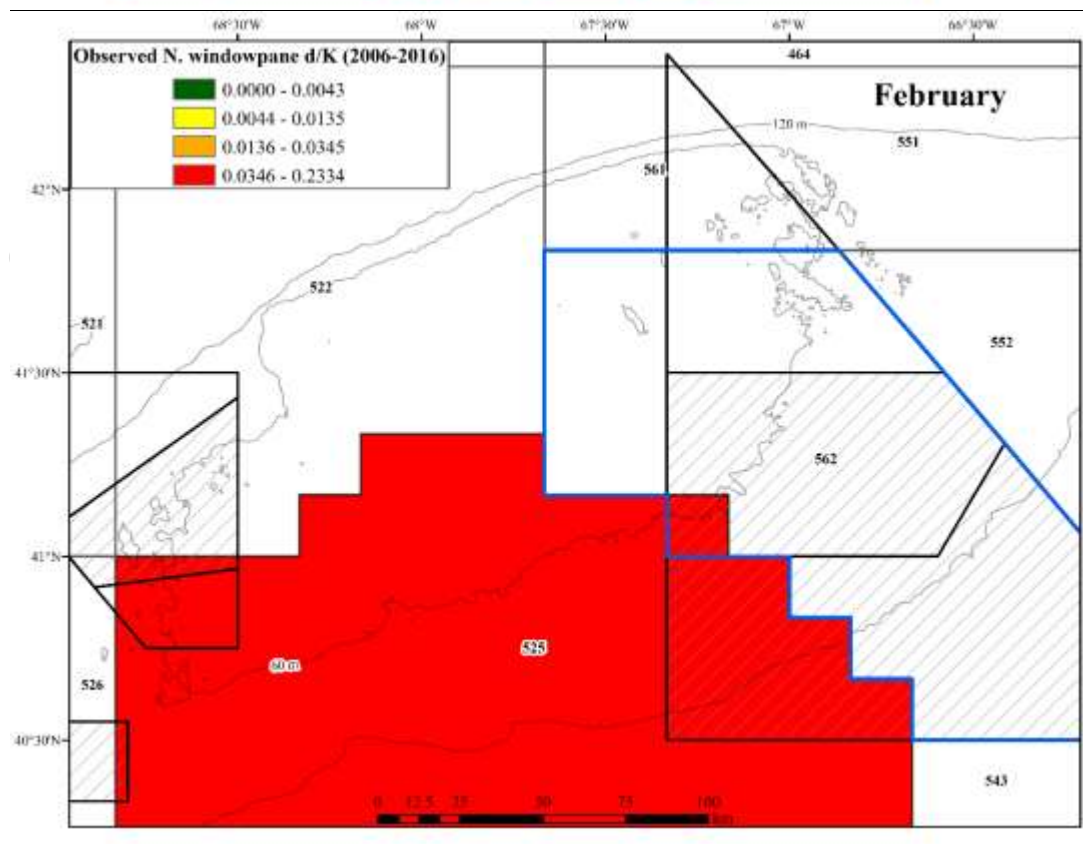 68°30'W 68°W 67°30'W 67°W 66°30'W
Observed N. windowpane d/K (2006-2016)
0.0000 - 0.0043
0.0044 - 0.0135
0.0136 - 0.0345
0.0346 - 0.2334
464
February
120 m
551
561
42°N
522
521
552
41°30'N
562
41°N
525
60 m
526
40°30'N
543
0 12.5 25 50 75 100
km